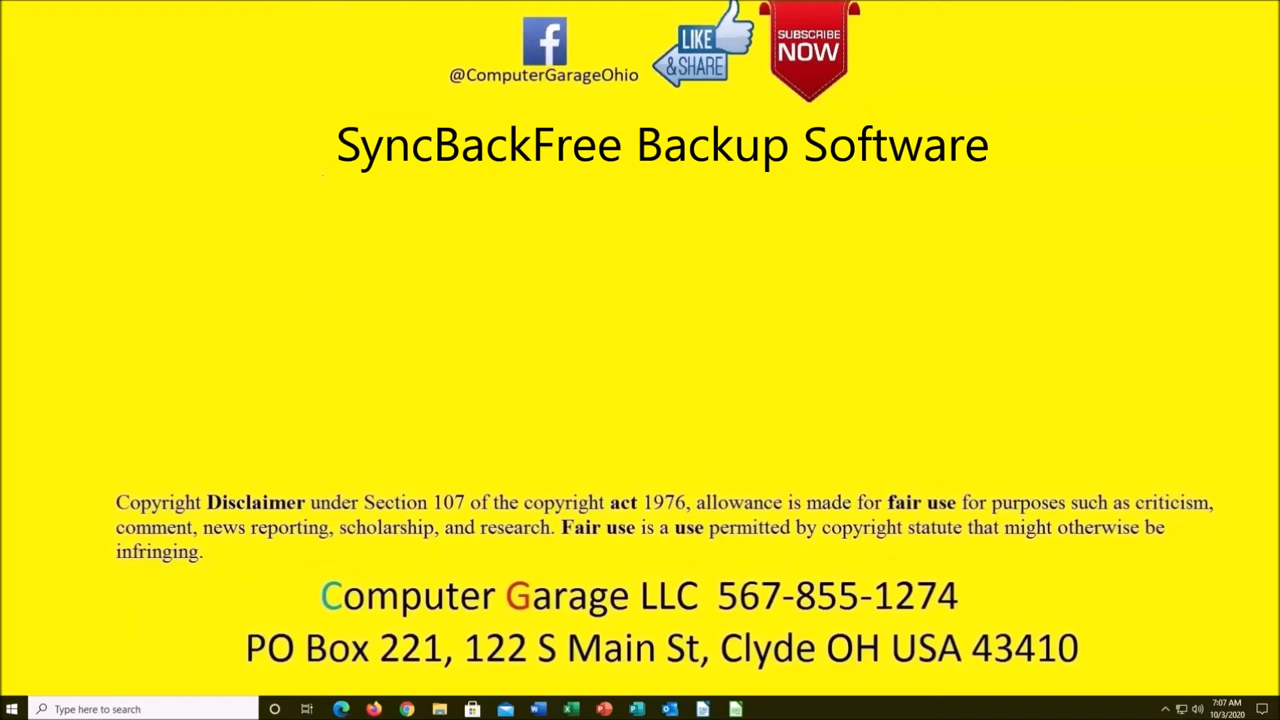 f
@ComputerGarageOhio
LIKE
& SHARE
SUBSCRIBE
NOW
SyncBackFree Backup Software
Copyright Disclaimer under Section 107 of the copyright act 1976, allowance is made for fair use for purposes such as criticism,
comment, news reporting, scholarship, and research. Fair use is a use permitted by copyright statute that might otherwise be
infringing.
Computer Garage LLC 567-855-1274
PO Box 221, 122 S Main St, Clyde OH USA 43410
Type here to search
7:07 AM
10/3/2020